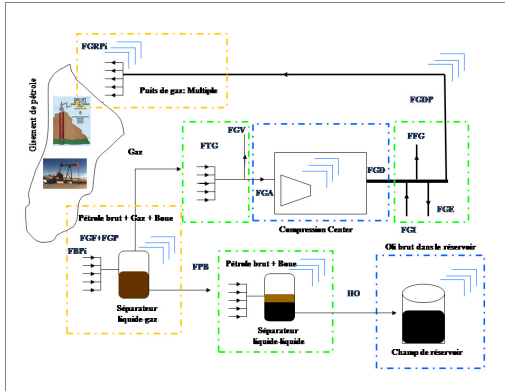 FGRPi
Puits de gaz: Multiple
Gisement de pétrole
FGDP
Gaz
FTG
FGV
FFG
FGA
FGD
Compression Center
FGI
FGE
Pétrole brut + Gaz + Boue
FGF+FGP
FBPi
FPB
Séparateur
liquide-gaz
Pétrole brut + Boue
Séparateur
liquide-liquide
HO
Oű brut dans le réservoir
Champ de réservoir